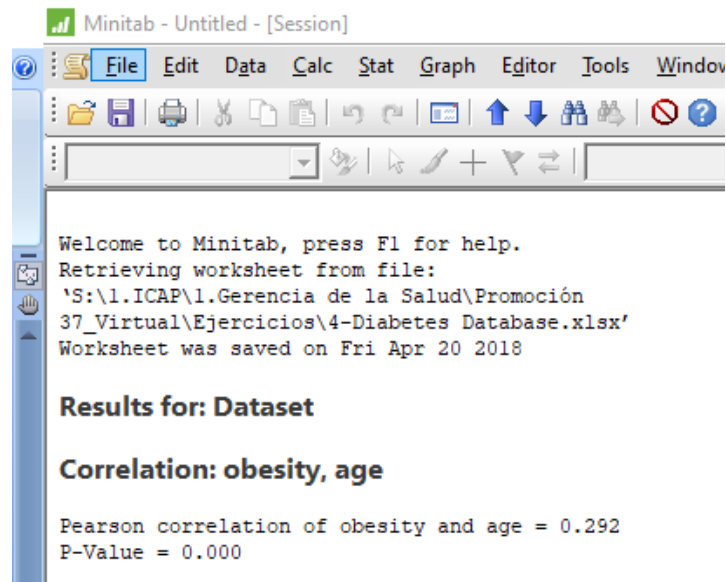 Minitab - Untitled - [Session]
File Edit Data Calc Stat Graph Editor Tools
Welcome to Minitab, press F1 for help.
Retrieving worksheet from file:
‘S:\1.ICAP\1.Gerencia de la Salud\Promoción
37_Virtual\Ejercicios\4-Diabetes Database.xlsx’
Worksheet was saved on Fri Apr 20 2018
Results for: Dataset
Correlation: obesity, age
Pearson correlation of obesity and age = 0.292
P-Value = 0.000